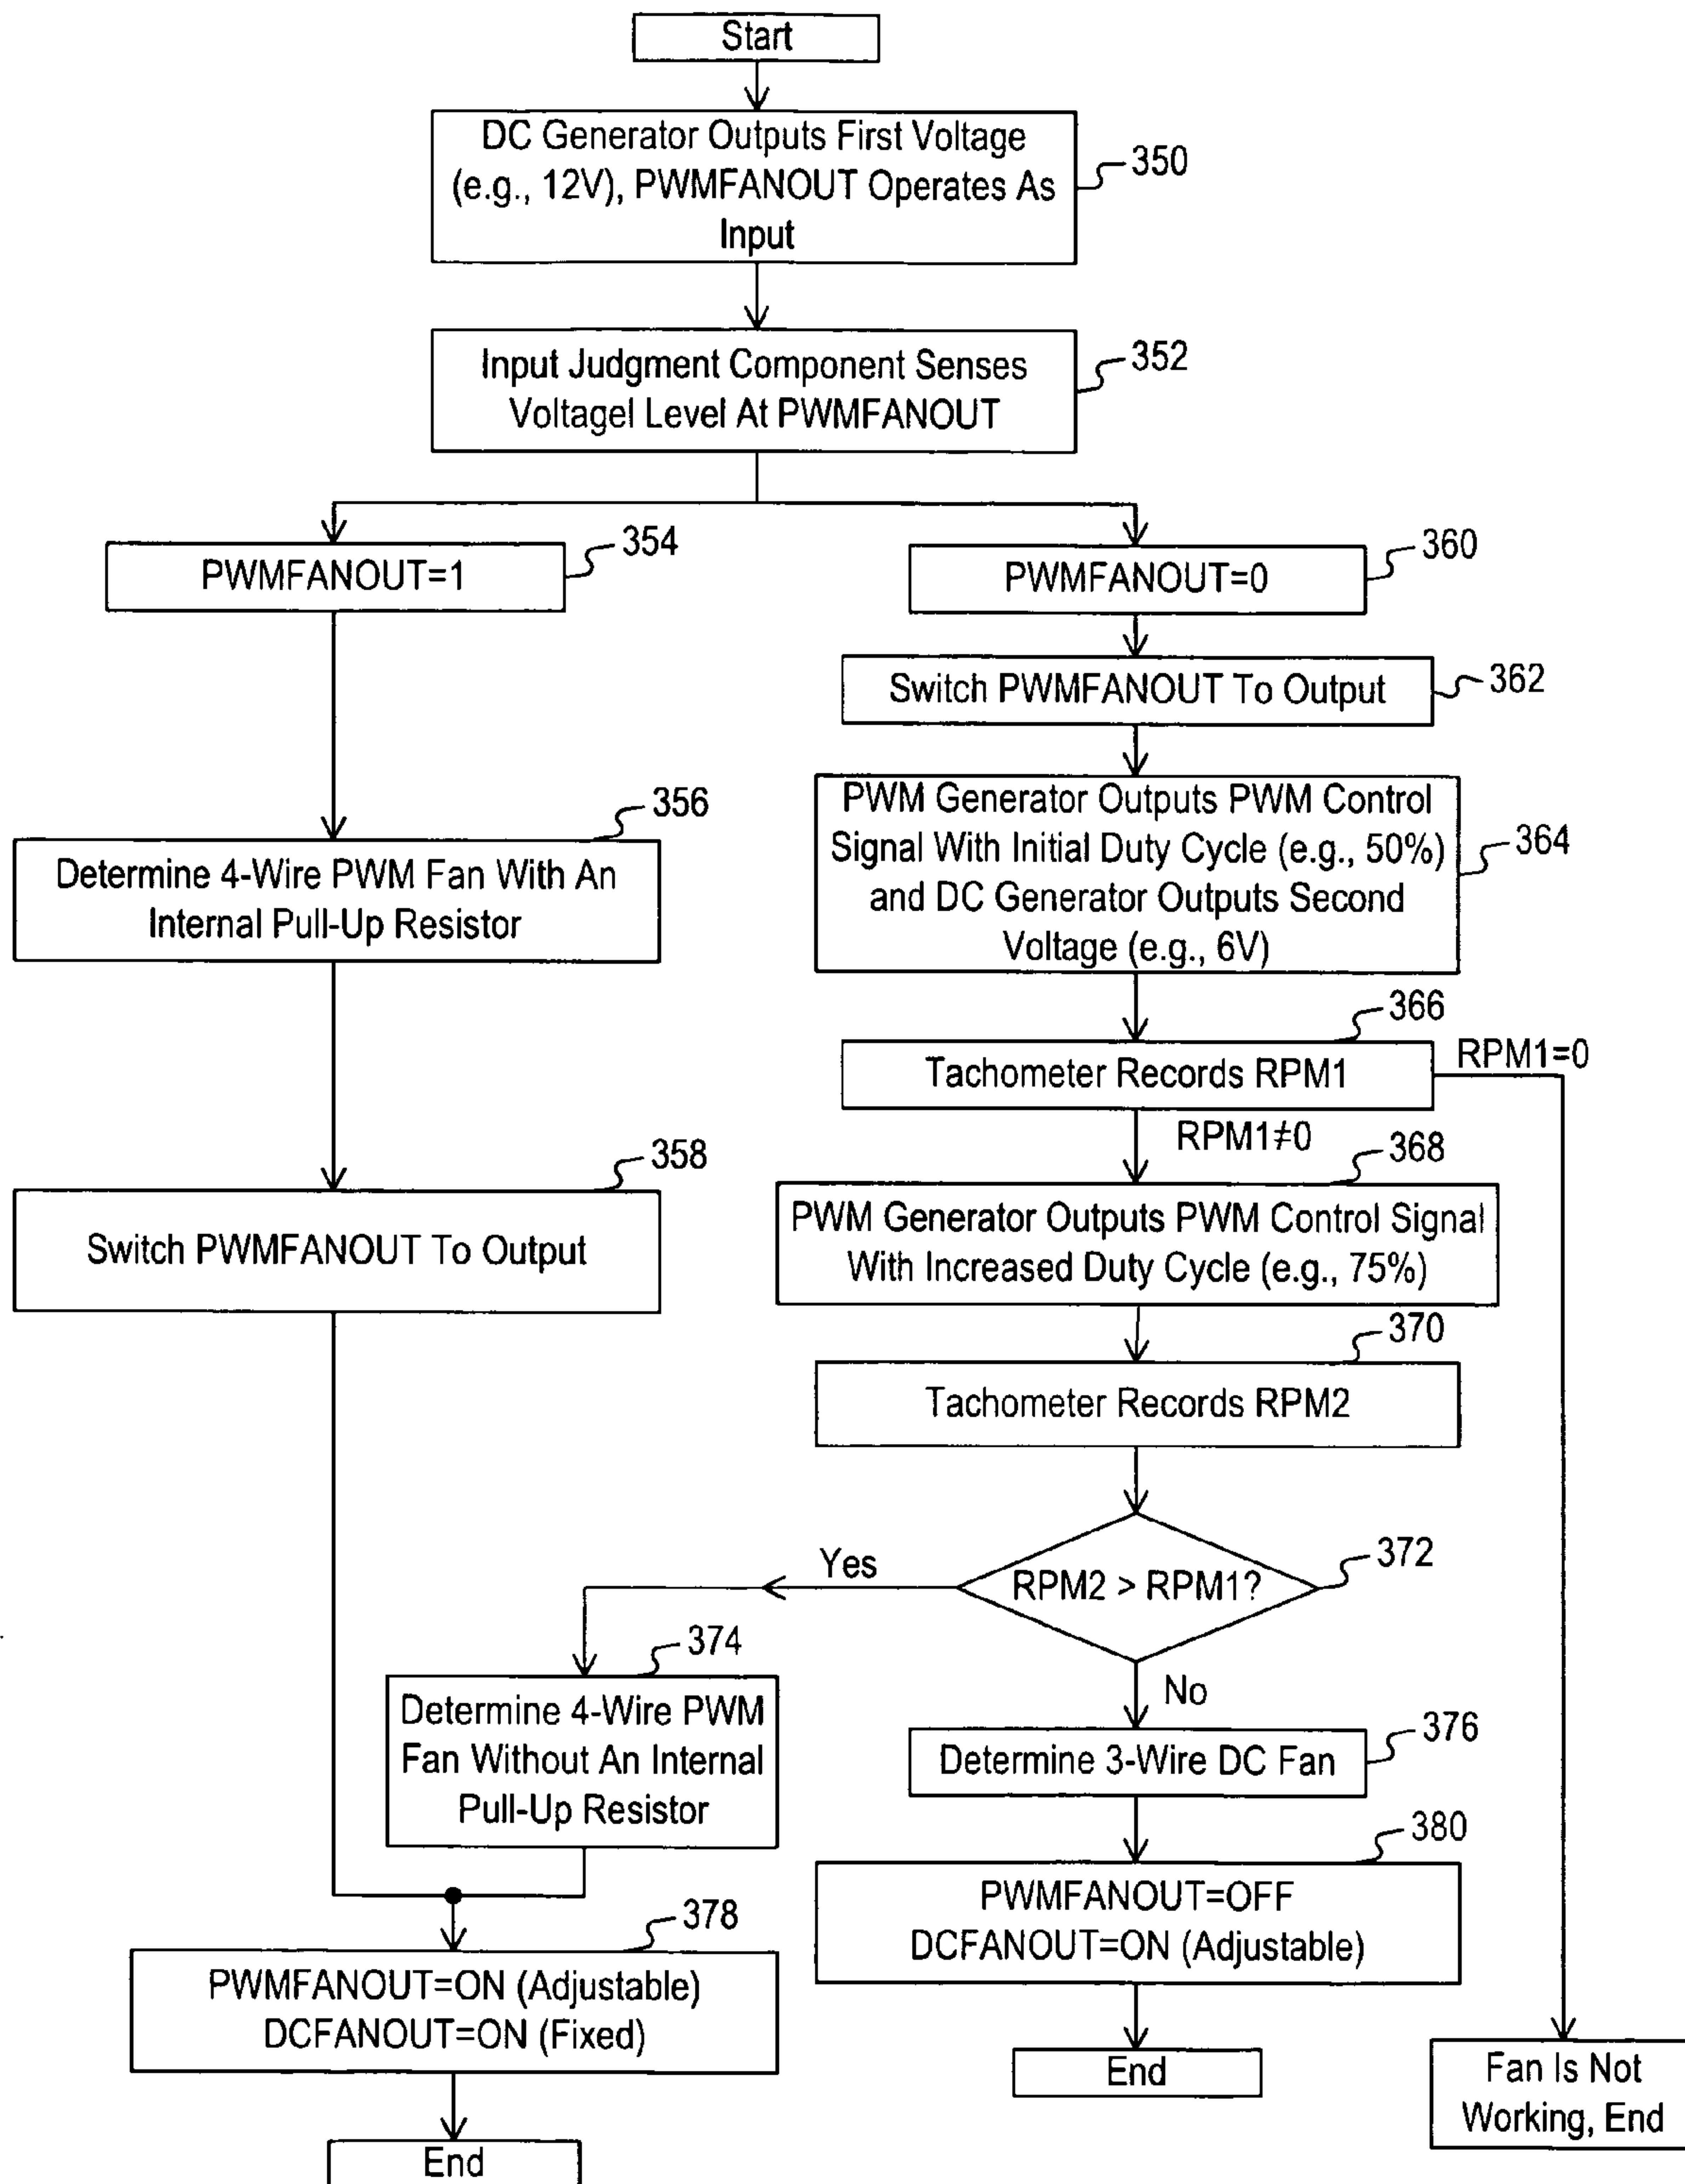 Start
DC Generator Outputs First Voltage
(e.g., 12V), PWMFANOUT Operates As
Input
350
Input Judgment Component Senses
Voltagel Level At PWMFANOUT
352
PWMFANOUT=1
354
PWMFANOUT=0
360
Switch PWMFANOUT To Output
362
356
Determine 4-Wire PWM Fan With An
Internal Pull-Up Resistor
PWM Generator Outputs PWM Control
Signal With Initial Duty Cycle (e.g., 50%)
and DC Generator Outputs Second
Voltage (e.g., 6V)
364
366
Tachometer Records RPM1
RPM1=0
RPM1≠0
358
Switch PWMFANOUT To Output
368
PWM Generator Outputs PWM Control Signal
With Increased Duty Cycle (e.g., 75%)
370
Tachometer Records RPM2
372
RPM2 > RPM1?
Yes
No
374
Determine 4-Wire PWM
Fan Without An Internal
Pull-Up Resistor
376
Determine 3-Wire DC Fan
380
PWMFANOUT=OFF
DCFANOUT=ON (Adjustable)
378
PWMFANOUT=ON (Adjustable)
DCFANOUT=ON (Fixed)
End
Fan Is Not
Working, End
End